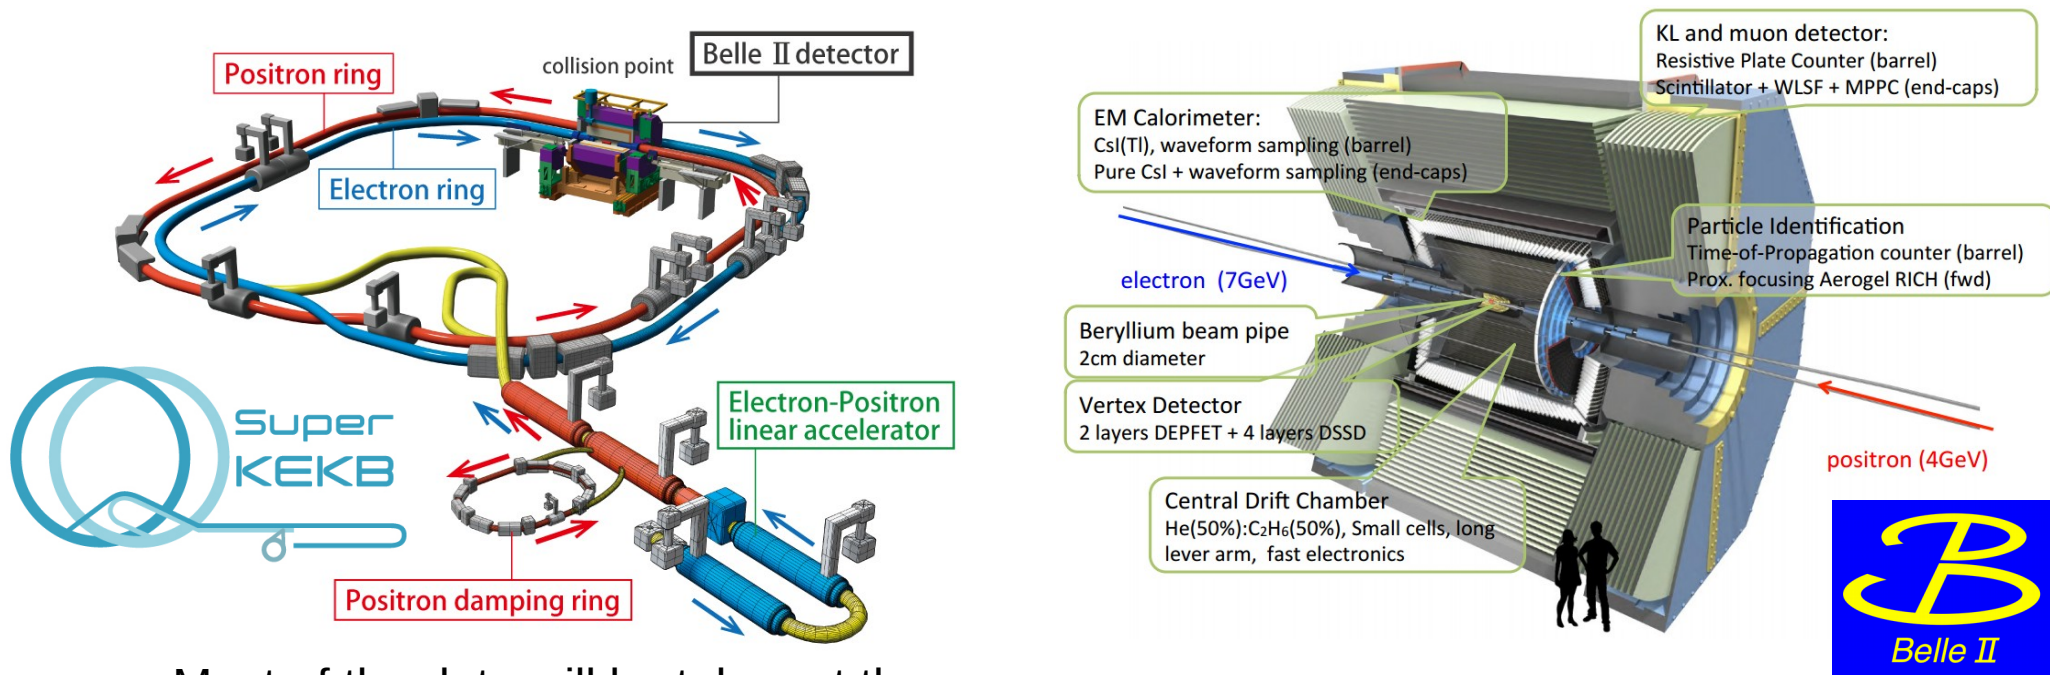 Positron ring
collision point
Belle II detector
Electron ring
Super
KEKB
Electron-Positron
linear accelerator
Positron damping ring
KL and muon detector:
Resistive Plate Counter (barrel)
Scintillator + WLSF + MPPC (end-caps)
EM Calorimeter:
CsI(Tl), waveform sampling (barrel)
Pure CsI + waveform sampling (end-caps)
Particle Identification
Time-of-Propagation counter (barrel)
Prox. focusing Aerogel RICH (fwd)
electron (7GeV)
Beryllium beam pipe
2cm diameter
Vertex Detector
2 layers DEPFET + 4 layers DSSD
positron (4GeV)
Central Drift Chamber
He(50%):C₂H₆(50%), Small cells, long
lever arm, fast electronics
B
Belle II